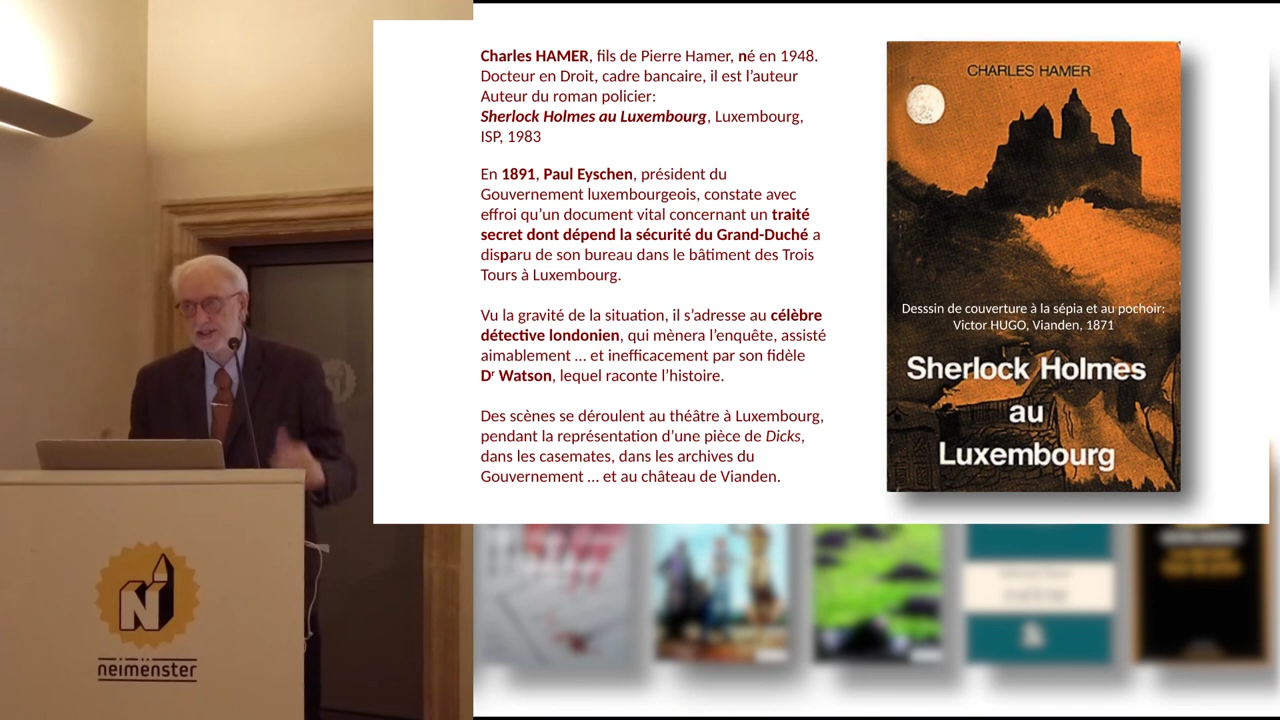 Charles HAMER, fils de Pierre Hamer, né en 1948.
Docteur en Droit, cadre bancaire, il est l’auteur
Auteur du roman policier:
Sherlock Holmes au Luxembourg, Luxembourg,
ISP, 1983
En 1891, Paul Eyschen, président du
Gouvernement luxembourgeois, constate avec
effroi qu’un document vital concernant un traité
secret dont dépend la sécurité du Grand-Duché a
disparu de son bureau dans le bâtiment des Trois
Tours à Luxembourg.
Vu la gravité de la situation, il s’adresse au célèbre
détective londonien, qui mènera l’enquête, assisté
aimablement ... et inefficacement par son fidèle
Dr Watson, lequel raconte l’histoire.
Des scènes se déroulent au théâtre à Luxembourg,
pendant la représentation d’une pièce de Dicks,
dans les casemates, dans les archives du
Gouvernement ... et au château de Vianden.
CHARLES HAMER
Desssin de couverture à la sépia et au pochoir:
Victor HUGO, Vianden, 1871
Sherlock Holmes
au
Luxembourg
N
neimënster